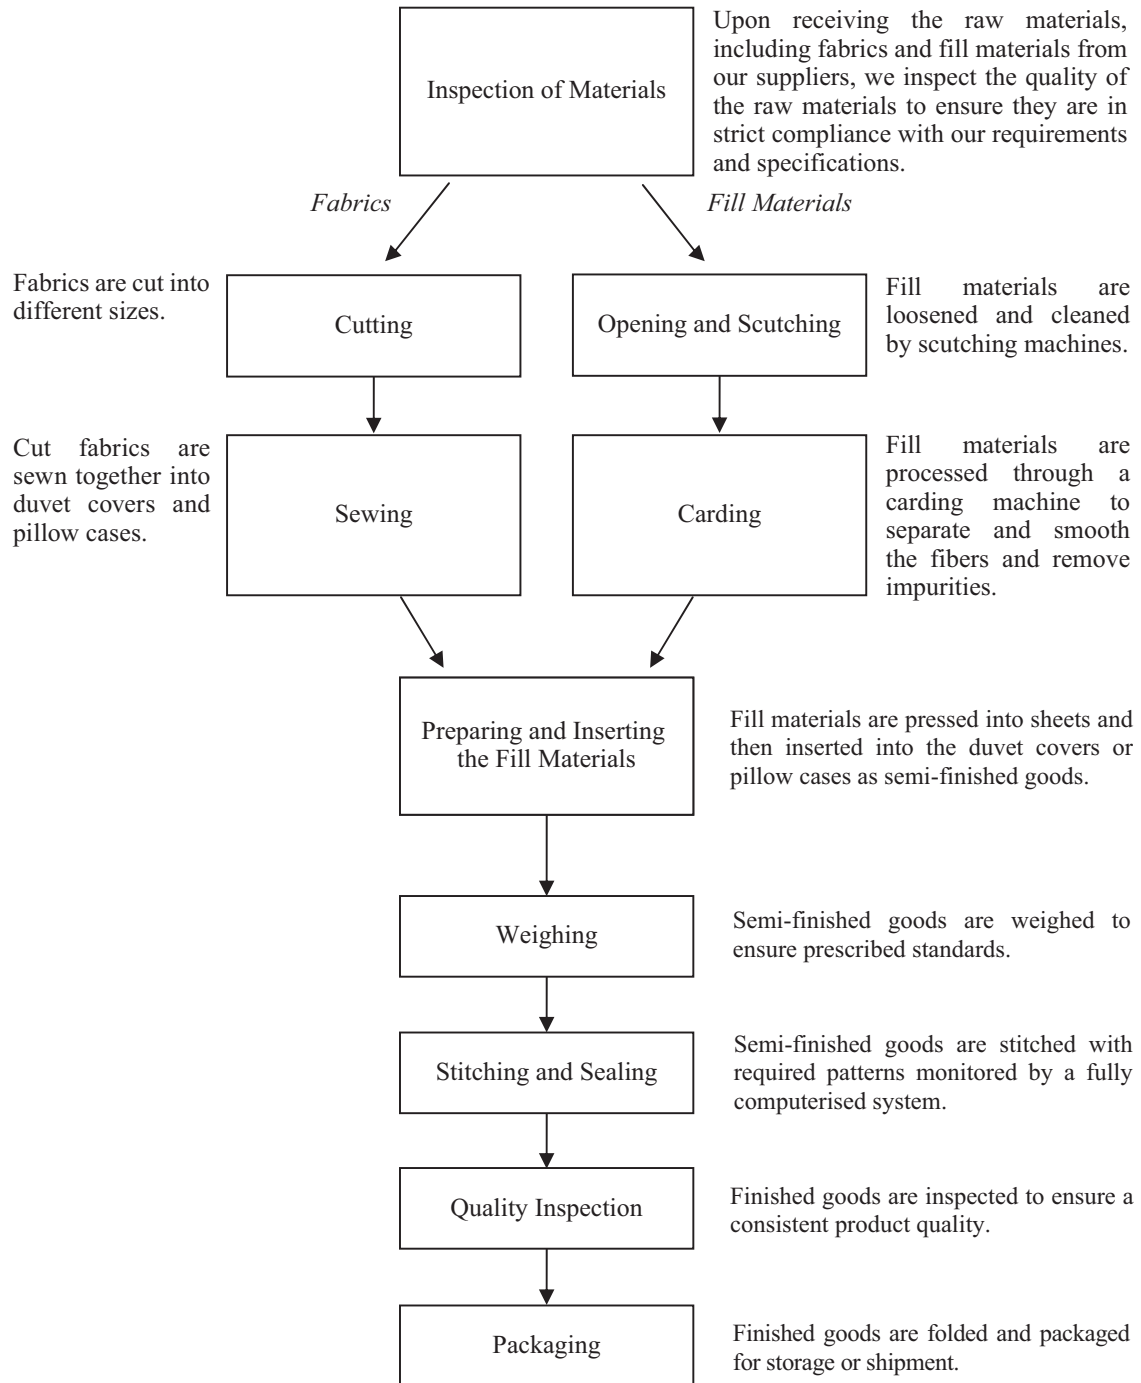 Inspection of Materials
Upon receiving the raw materials,
including fabrics and fill materials from
our suppliers, we inspect the quality of
the raw materials to ensure they are in
strict compliance with our requirements
and specifications.
Fabrics
Fill Materials
Fabrics are cut into
different sizes.
Cutting
Opening and Scutching
Fill materials are
loosened and cleaned
by scutching machines.
Cut fabrics are
sewn together into
duvet covers and
pillow cases.
Sewing
Carding
Fill materials are
processed through a
carding machine to
separate and smooth
the fibers and remove
impurities.
Preparing and Inserting
the Fill Materials
Fill materials are pressed into sheets and
then inserted into the duvet covers or
pillow cases as semi-finished goods.
Weighing
Semi-finished goods are weighed to
ensure prescribed standards.
Stitching and Sealing
Semi-finished goods are stitched with
required patterns monitored by a fully
computerised system.
Quality Inspection
Finished goods are inspected to ensure a
consistent product quality.
Packaging
Finished goods are folded and packaged
for storage or shipment.